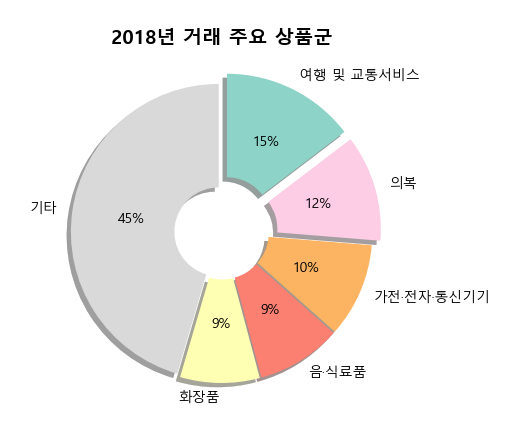 2018년 거래 주요 상품군
여행 및 교통서비스
15%
의복
12%
가전·전자·통신기기
10%
음·식료품
9%
화장품
9%
기타
45%